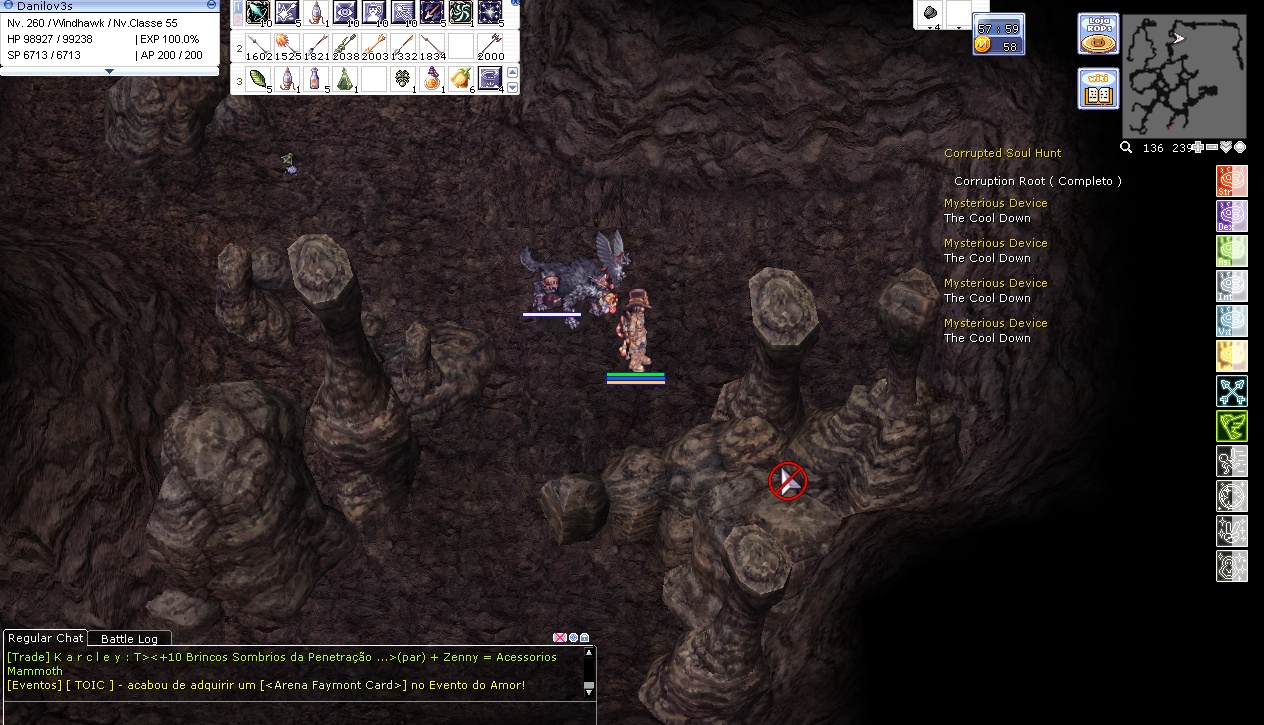 Danilov3s
Nv. 260 / Windhawk / Nv.Classe 55
HP 98927 / 99238 | EXP 100.0%
SP 6713 / 6713 | AP 200 / 200
10 5 1 10 10 10 5 1 5
2 1602 1525 1821 2038 2003 1332 1834 2000
3 5 1 5 1 1 1 6 4
4
57 : 59
58
Loja
ROPs
wiki
136 239
Corrupted Soul Hunt
Corruption Root ( Completo )
Mysterious Device
The Cool Down
Mysterious Device
The Cool Down
Mysterious Device
The Cool Down
Mysterious Device
The Cool Down
Str
Dex
Agi
Int
Vit
Regular Chat Battle Log
[Trade] K a r c l e y : T><+10 Brincos Sombrios da Penetração ...>(par) + Zenny = Acessorios
Mammoth
[Eventos] [ TOIC ] - acabou de adquirir um [<Arena Faymont Card>] no Evento do Amor!